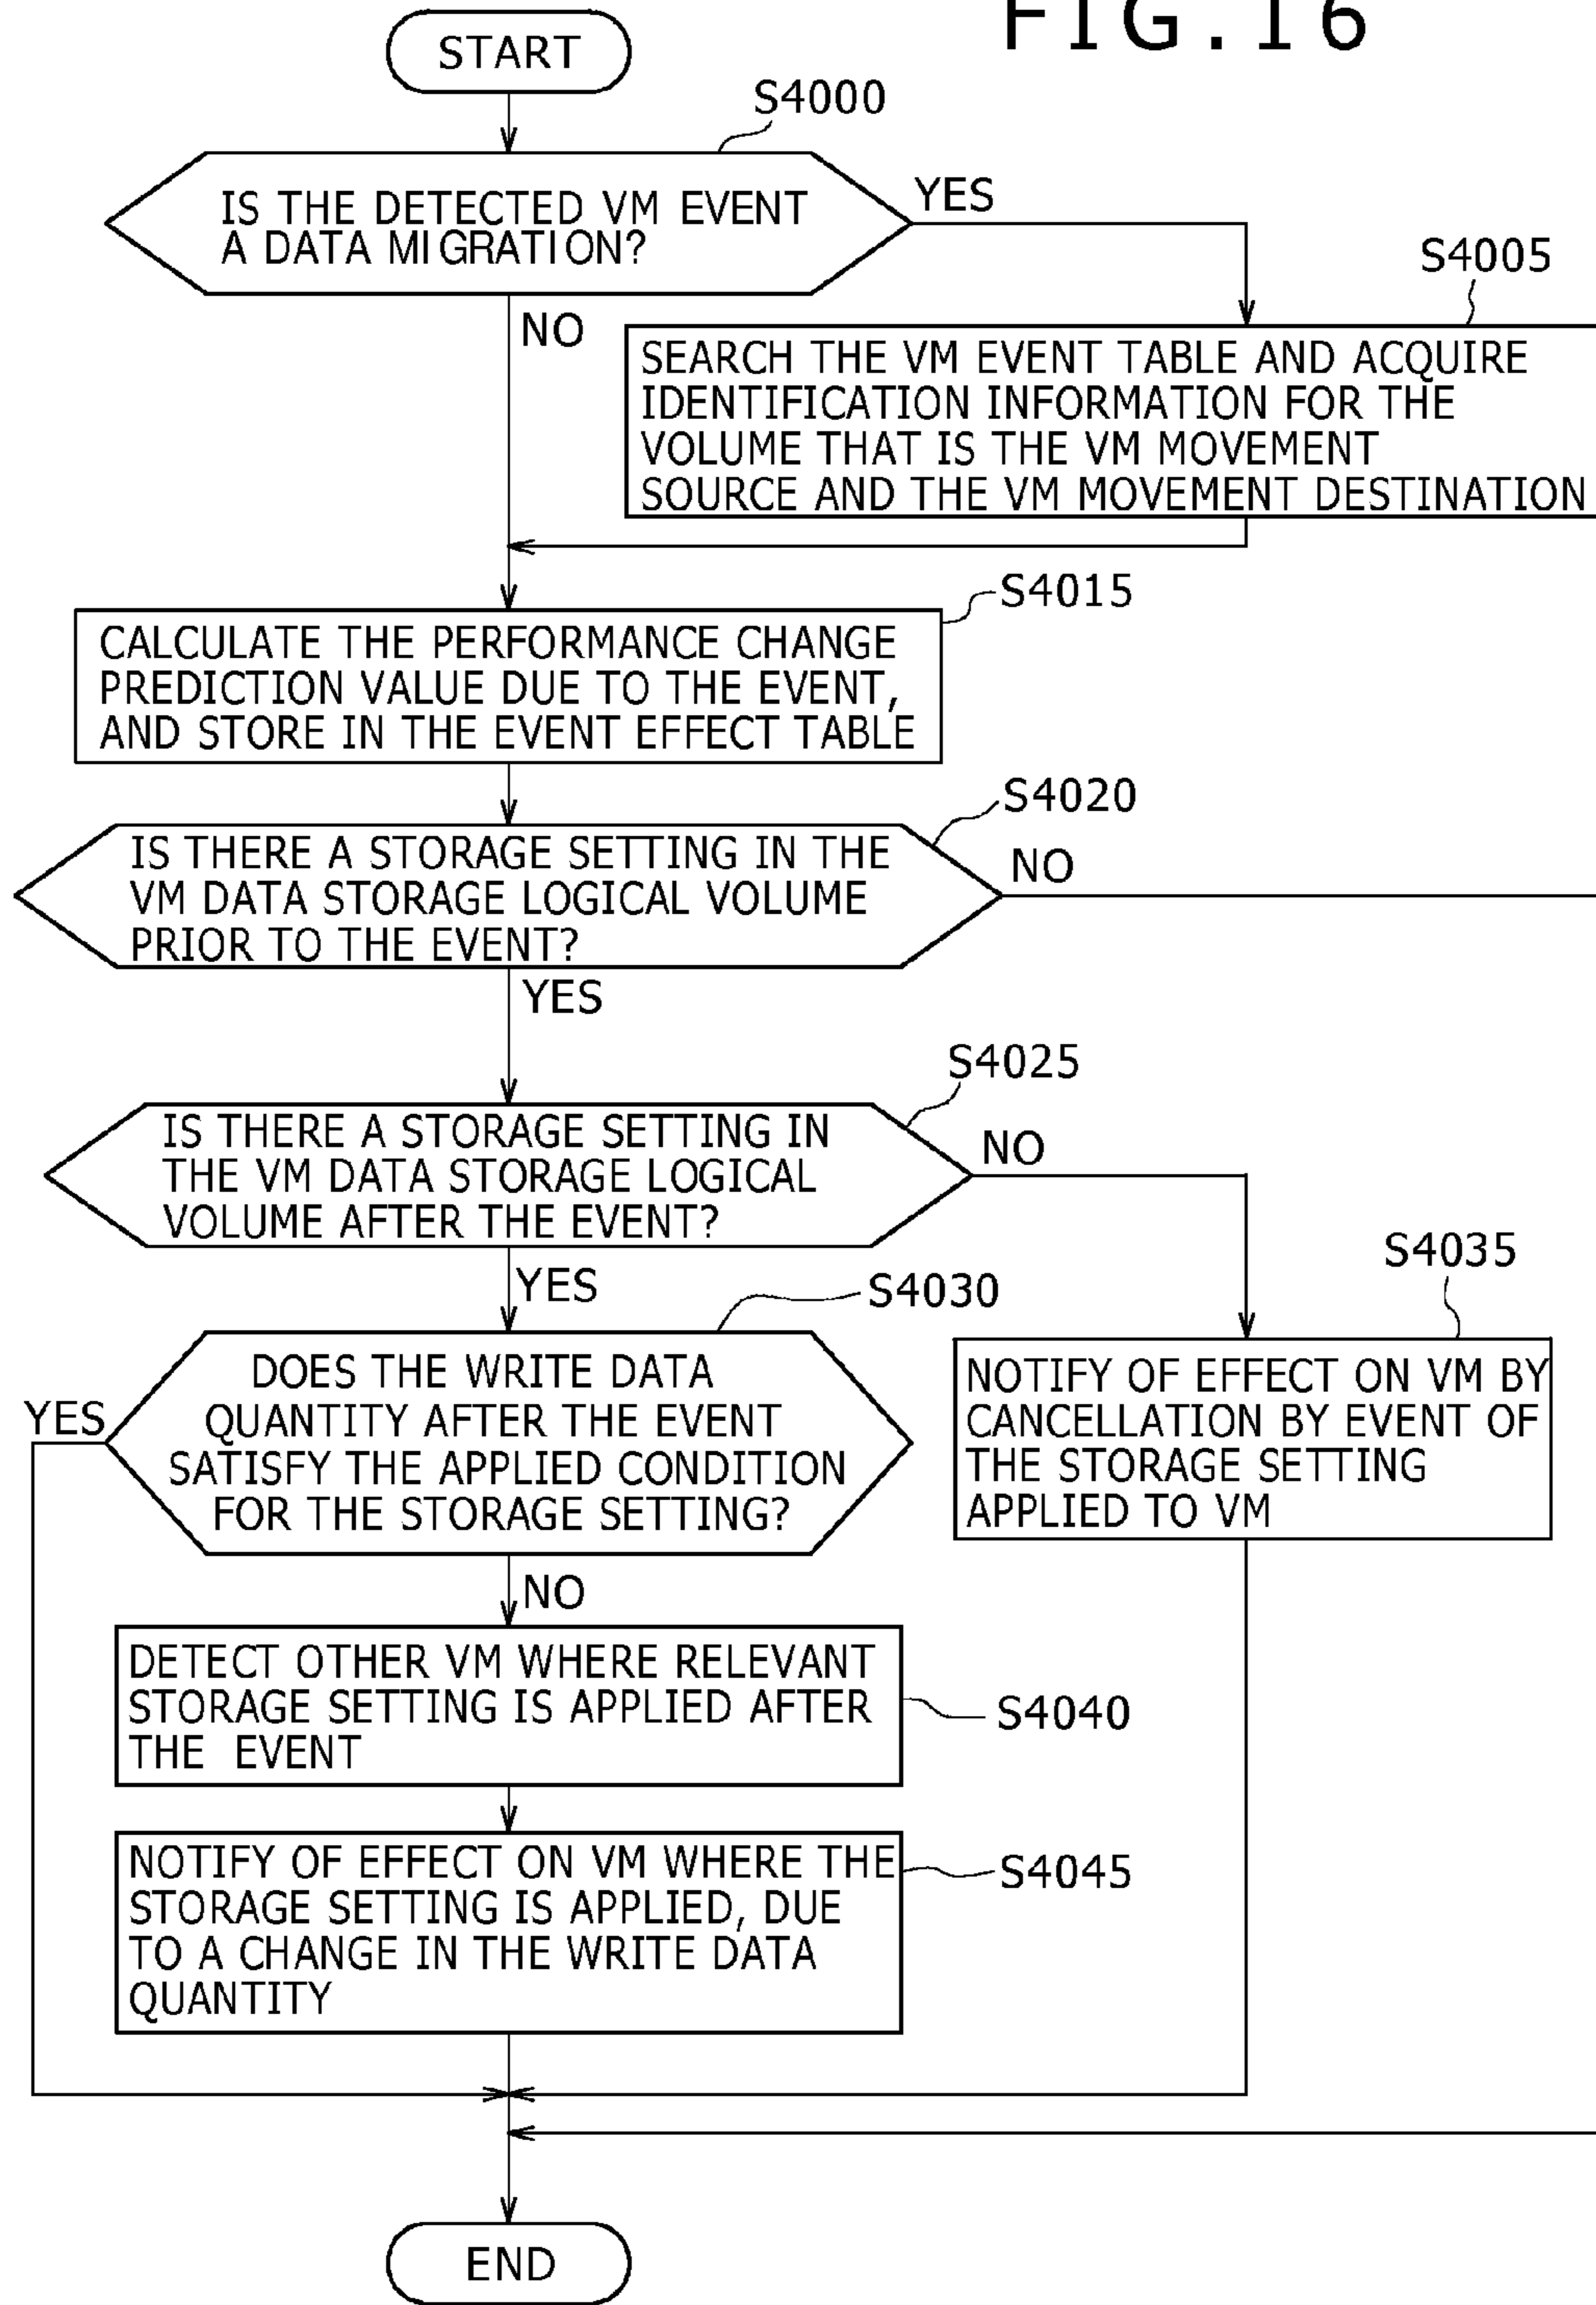 FIG.16
START
S4000
IS THE DETECTED VM EVENT
A DATA MIGRATION?
YES
NO
S4005
SEARCH THE VM EVENT TABLE AND ACQUIRE
IDENTIFICATION INFORMATION FOR THE
VOLUME THAT IS THE VM MOVEMENT
SOURCE AND THE VM MOVEMENT DESTINATION
S4015
CALCULATE THE PERFORMANCE CHANGE
PREDICTION VALUE DUE TO THE EVENT,
AND STORE IN THE EVENT EFFECT TABLE
S4020
IS THERE A STORAGE SETTING IN THE
VM DATA STORAGE LOGICAL VOLUME
PRIOR TO THE EVENT?
NO
YES
S4025
IS THERE A STORAGE SETTING IN
THE VM DATA STORAGE LOGICAL
VOLUME AFTER THE EVENT?
NO
YES
S4030
DOES THE WRITE DATA
QUANTITY AFTER THE EVENT
SATISFY THE APPLIED CONDITION
FOR THE STORAGE SETTING?
YES
NO
S4035
NOTIFY OF EFFECT ON VM BY
CANCELLATION BY EVENT OF
THE STORAGE SETTING
APPLIED TO VM
DETECT OTHER VM WHERE RELEVANT
STORAGE SETTING IS APPLIED AFTER
THE EVENT
S4040
NOTIFY OF EFFECT ON VM WHERE THE
STORAGE SETTING IS APPLIED, DUE
TO A CHANGE IN THE WRITE DATA
QUANTITY
S4045
END